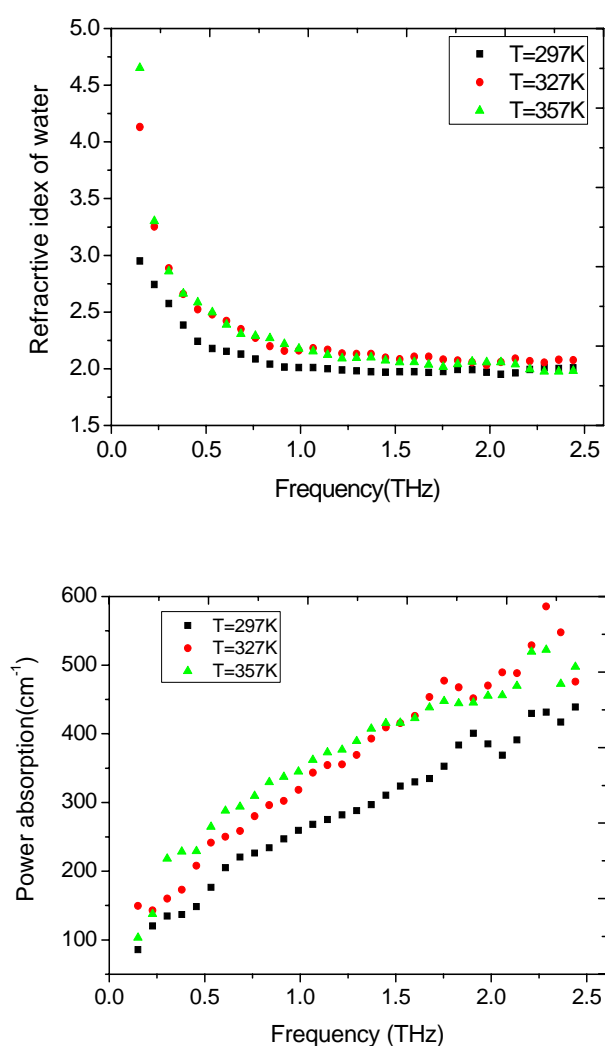 5.0
4.5
4.0
3.5
3.0
2.5
2.0
1.5
Refracrtive idex of water
T=297K
T=327K
T=357K
0.0 0.5 1.0 1.5 2.0 2.5
Frequency(THz)
600
500
400
300
200
100
Power absorption(cm-1)
T=297K
T=327K
T=357K
0.0 0.5 1.0 1.5 2.0 2.5
Frequency (THz)